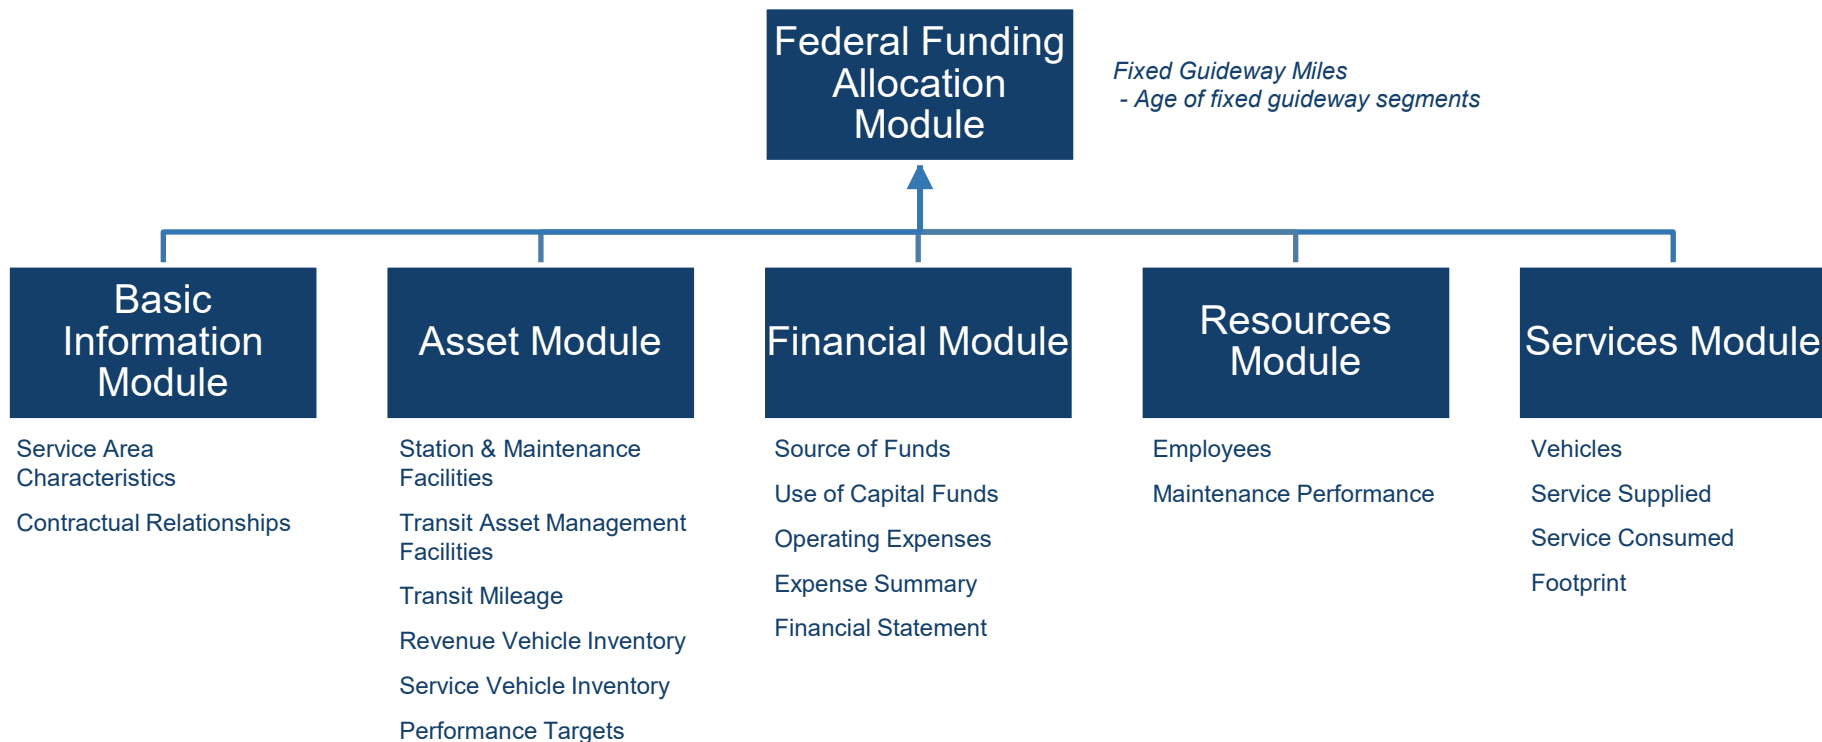 Federal Funding
Allocation
Module
Fixed Guideway Miles
- Age of fixed guideway segments
Basic
Information
Module
Asset Module
Financial Module
Resources
Module
Services Module
Service Area
Characteristics
Contractual Relationships
Station & Maintenance
Facilities
Transit Asset Management
Facilities
Transit Mileage
Revenue Vehicle Inventory
Service Vehicle Inventory
Performance Targets
Source of Funds
Use of Capital Funds
Operating Expenses
Expense Summary
Financial Statement
Employees
Maintenance Performance
Vehicles
Service Supplied
Service Consumed
Footprint